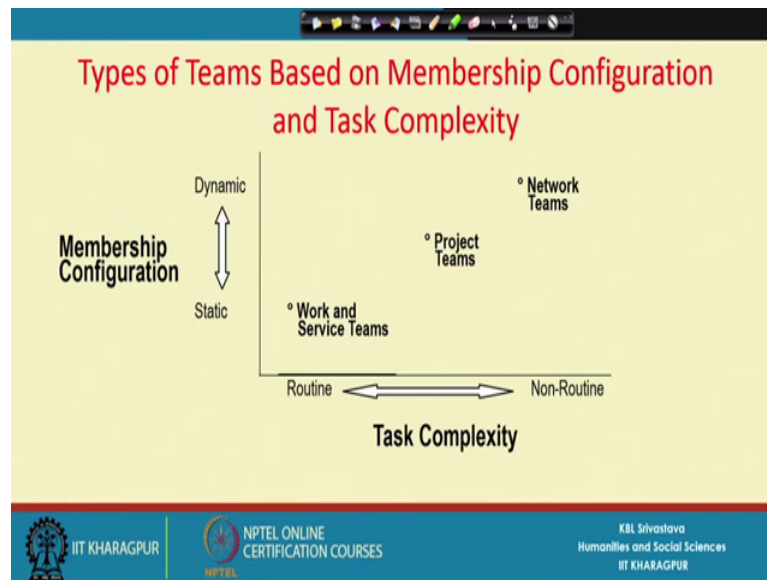 Types of Teams Based on Membership Configuration
and Task Complexity
Dynamic
Membership
Configuration
Static
° Network
Teams
° Project
Teams
° Work and
Service Teams
Routine
Non-Routine
Task Complexity
IIT KHARAGPUR
NPTEL
NPTEL ONLINE
CERTIFICATION COURSES
KBL Srivastava
Humanities and Social Sciences
IIT KHARAGPUR